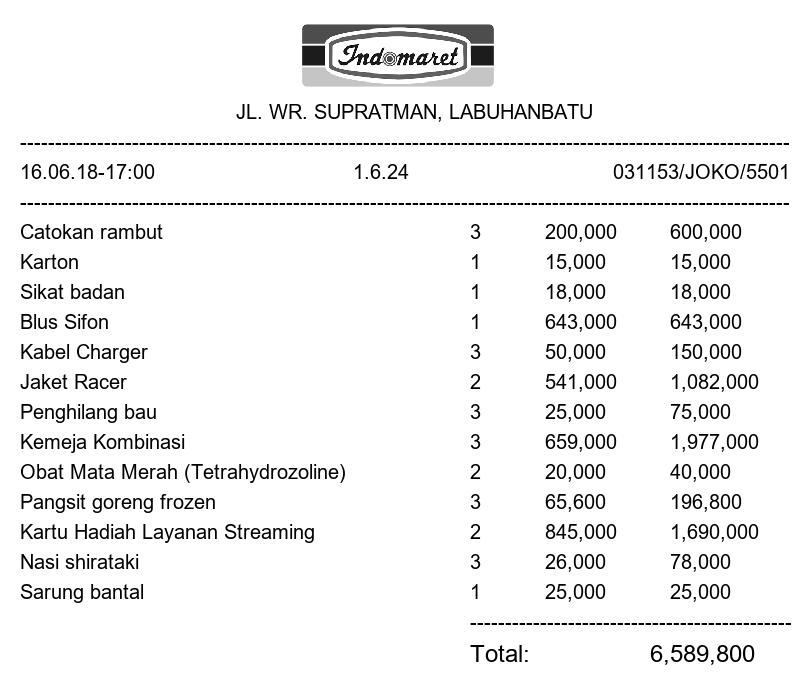 Indomaret
JL. WR. SUPRATMAN, LABUHANBATU
16.06.18-17:00 1.6.24 031153/JOKO/5501
Catokan rambut 3 200,000 600,000
Karton 1 15,000 15,000
Sikat badan 1 18,000 18,000
Blus Sifon 1 643,000 643,000
Kabel Charger 3 50,000 150,000
Jaket Racer 2 541,000 1,082,000
Penghilang bau 3 25,000 75,000
Kemeja Kombinasi 3 659,000 1,977,000
Obat Mata Merah (Tetrahydrozoline) 2 20,000 40,000
Pangsit goreng frozen 3 65,600 196,800
Kartu Hadiah Layanan Streaming 2 845,000 1,690,000
Nasi shirataki 3 26,000 78,000
Sarung bantal 1 25,000 25,000
Total: 6,589,800